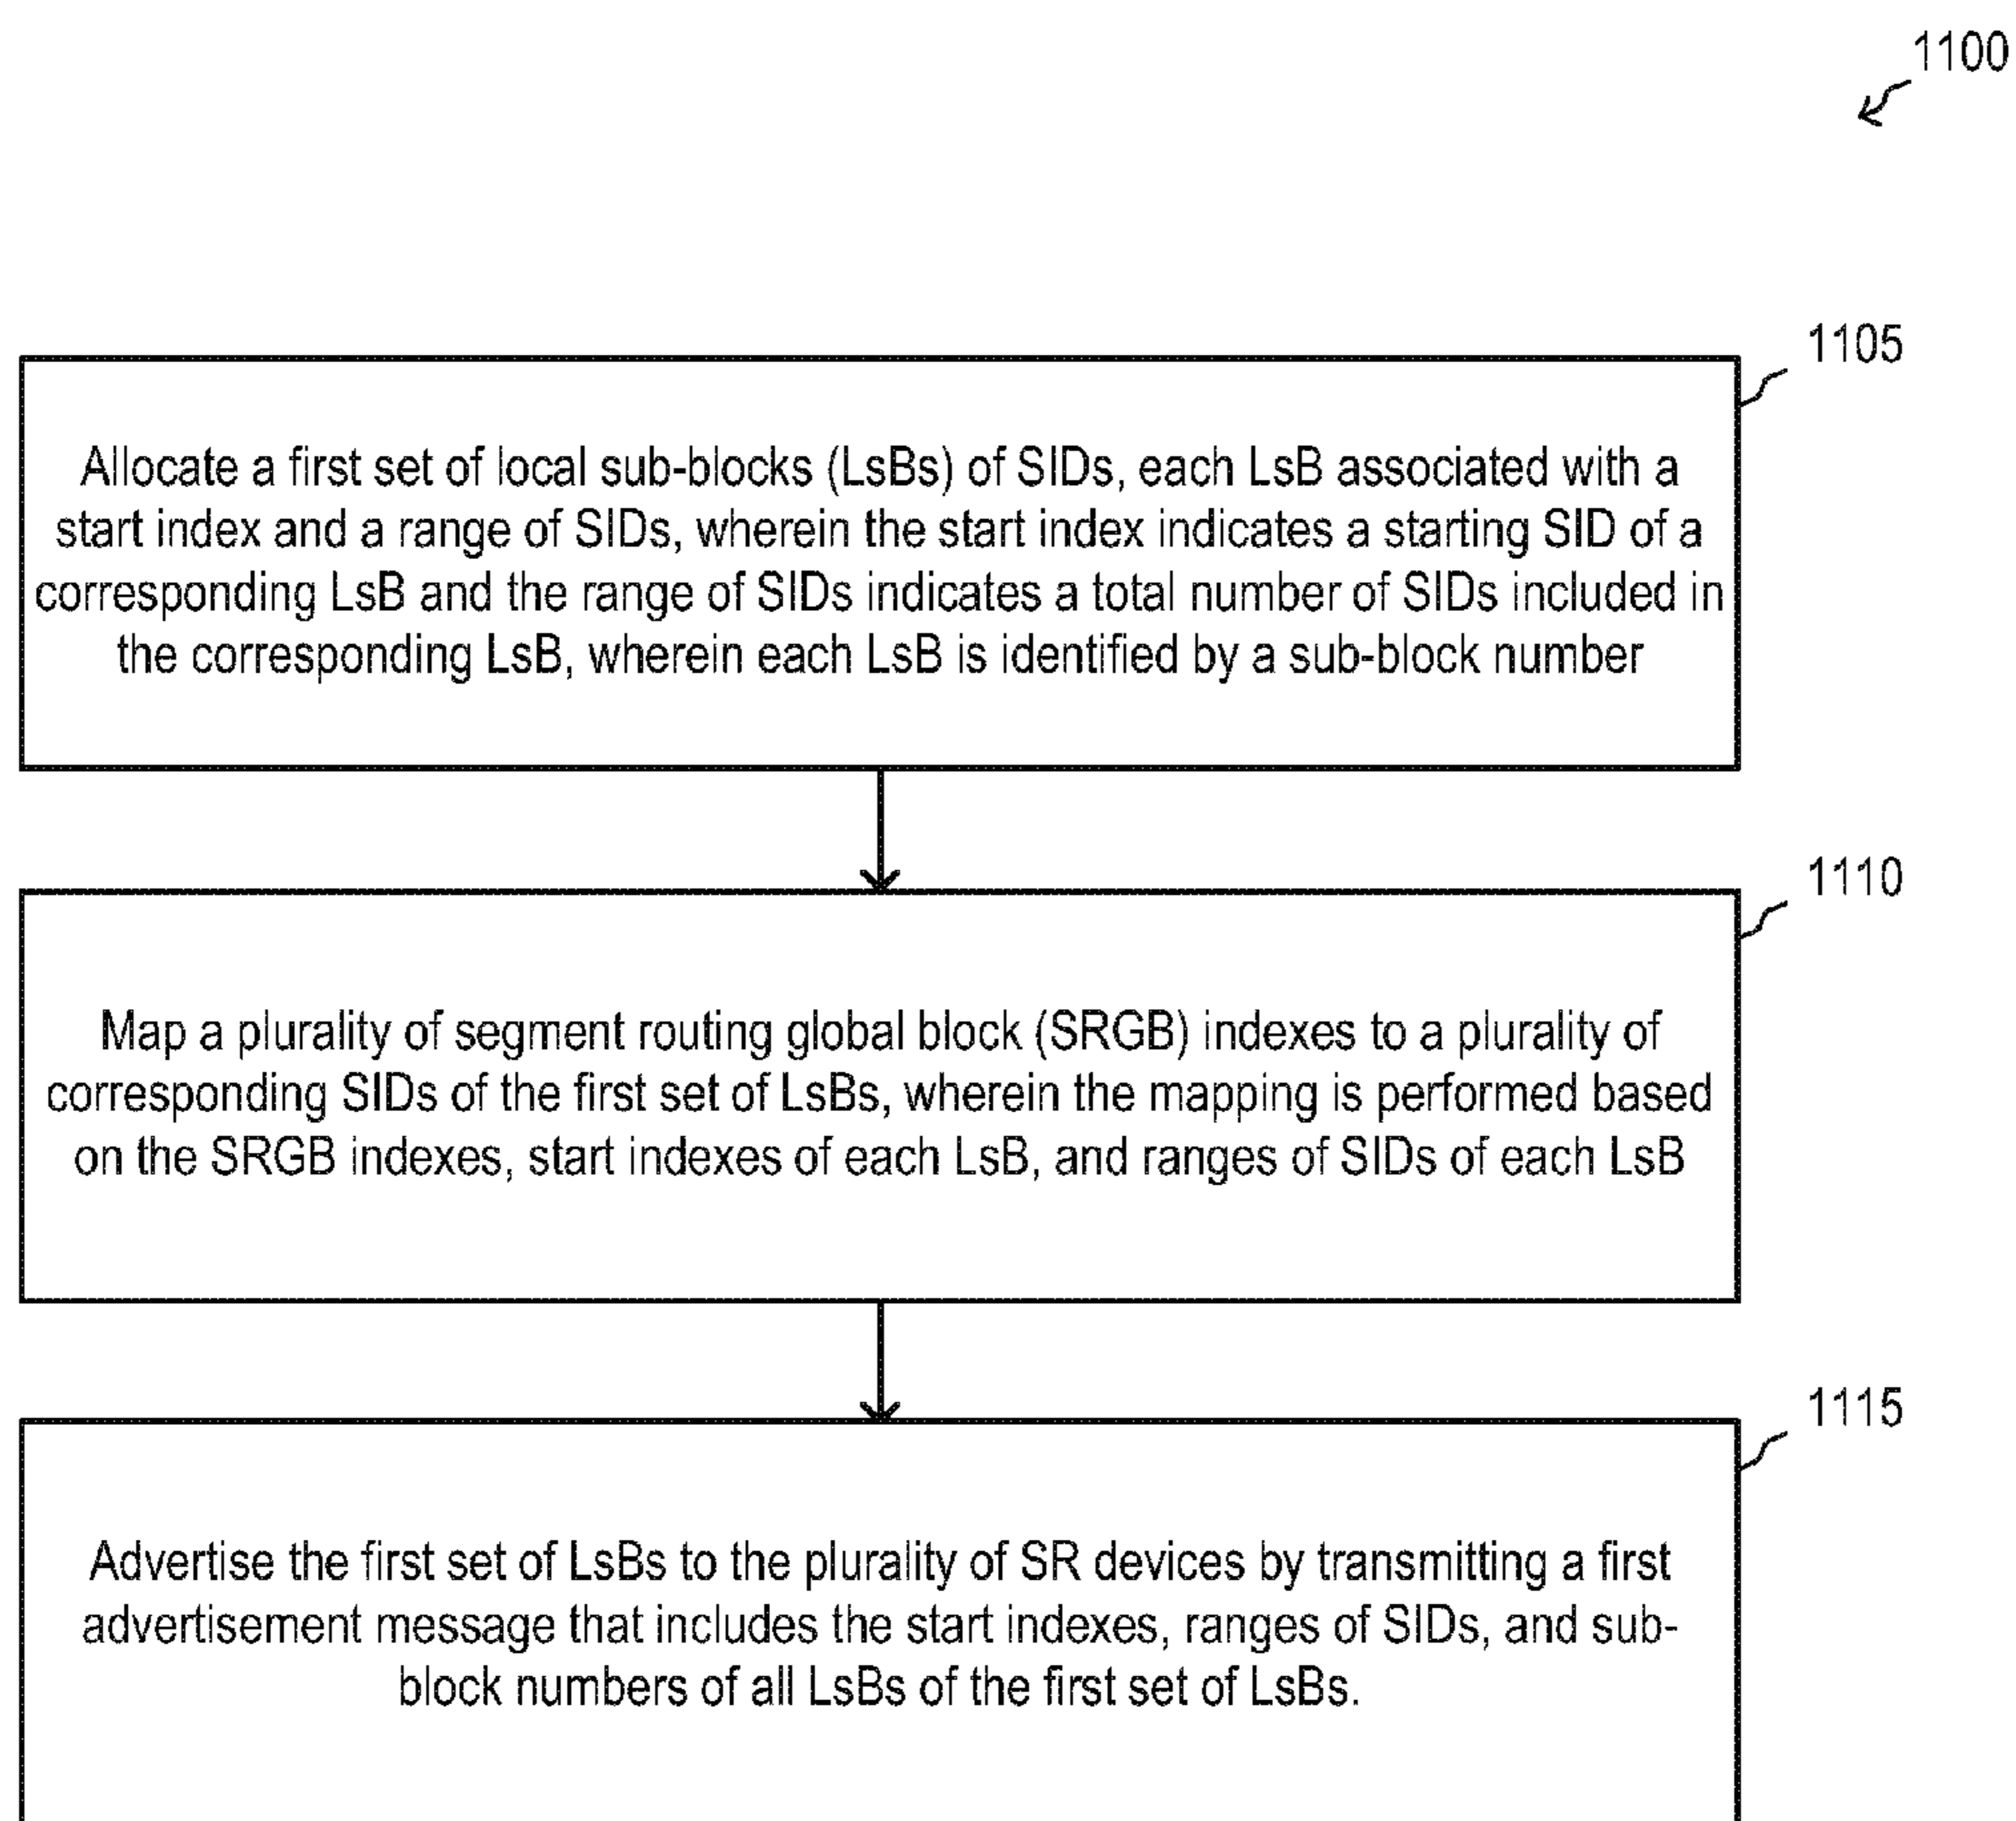 1100
1105
Allocate a first set of local sub-blocks (LsBs) of SIDs, each LsB associated with a
start index and a range of SIDs, wherein the start index indicates a starting SID of a
corresponding LsB and the range of SIDs indicates a total number of SIDs included in
the corresponding LsB, wherein each LsB is identified by a sub-block number
1110
Map a plurality of segment routing global block (SRGB) indexes to a plurality of
corresponding SIDs of the first set of LsBs, wherein the mapping is performed based
on the SRGB indexes, start indexes of each LsB, and ranges of SIDs of each LsB
1115
Advertise the first set of LsBs to the plurality of SR devices by transmitting a first
advertisement message that includes the start indexes, ranges of SIDs, and sub-
block numbers of all LsBs of the first set of LsBs.